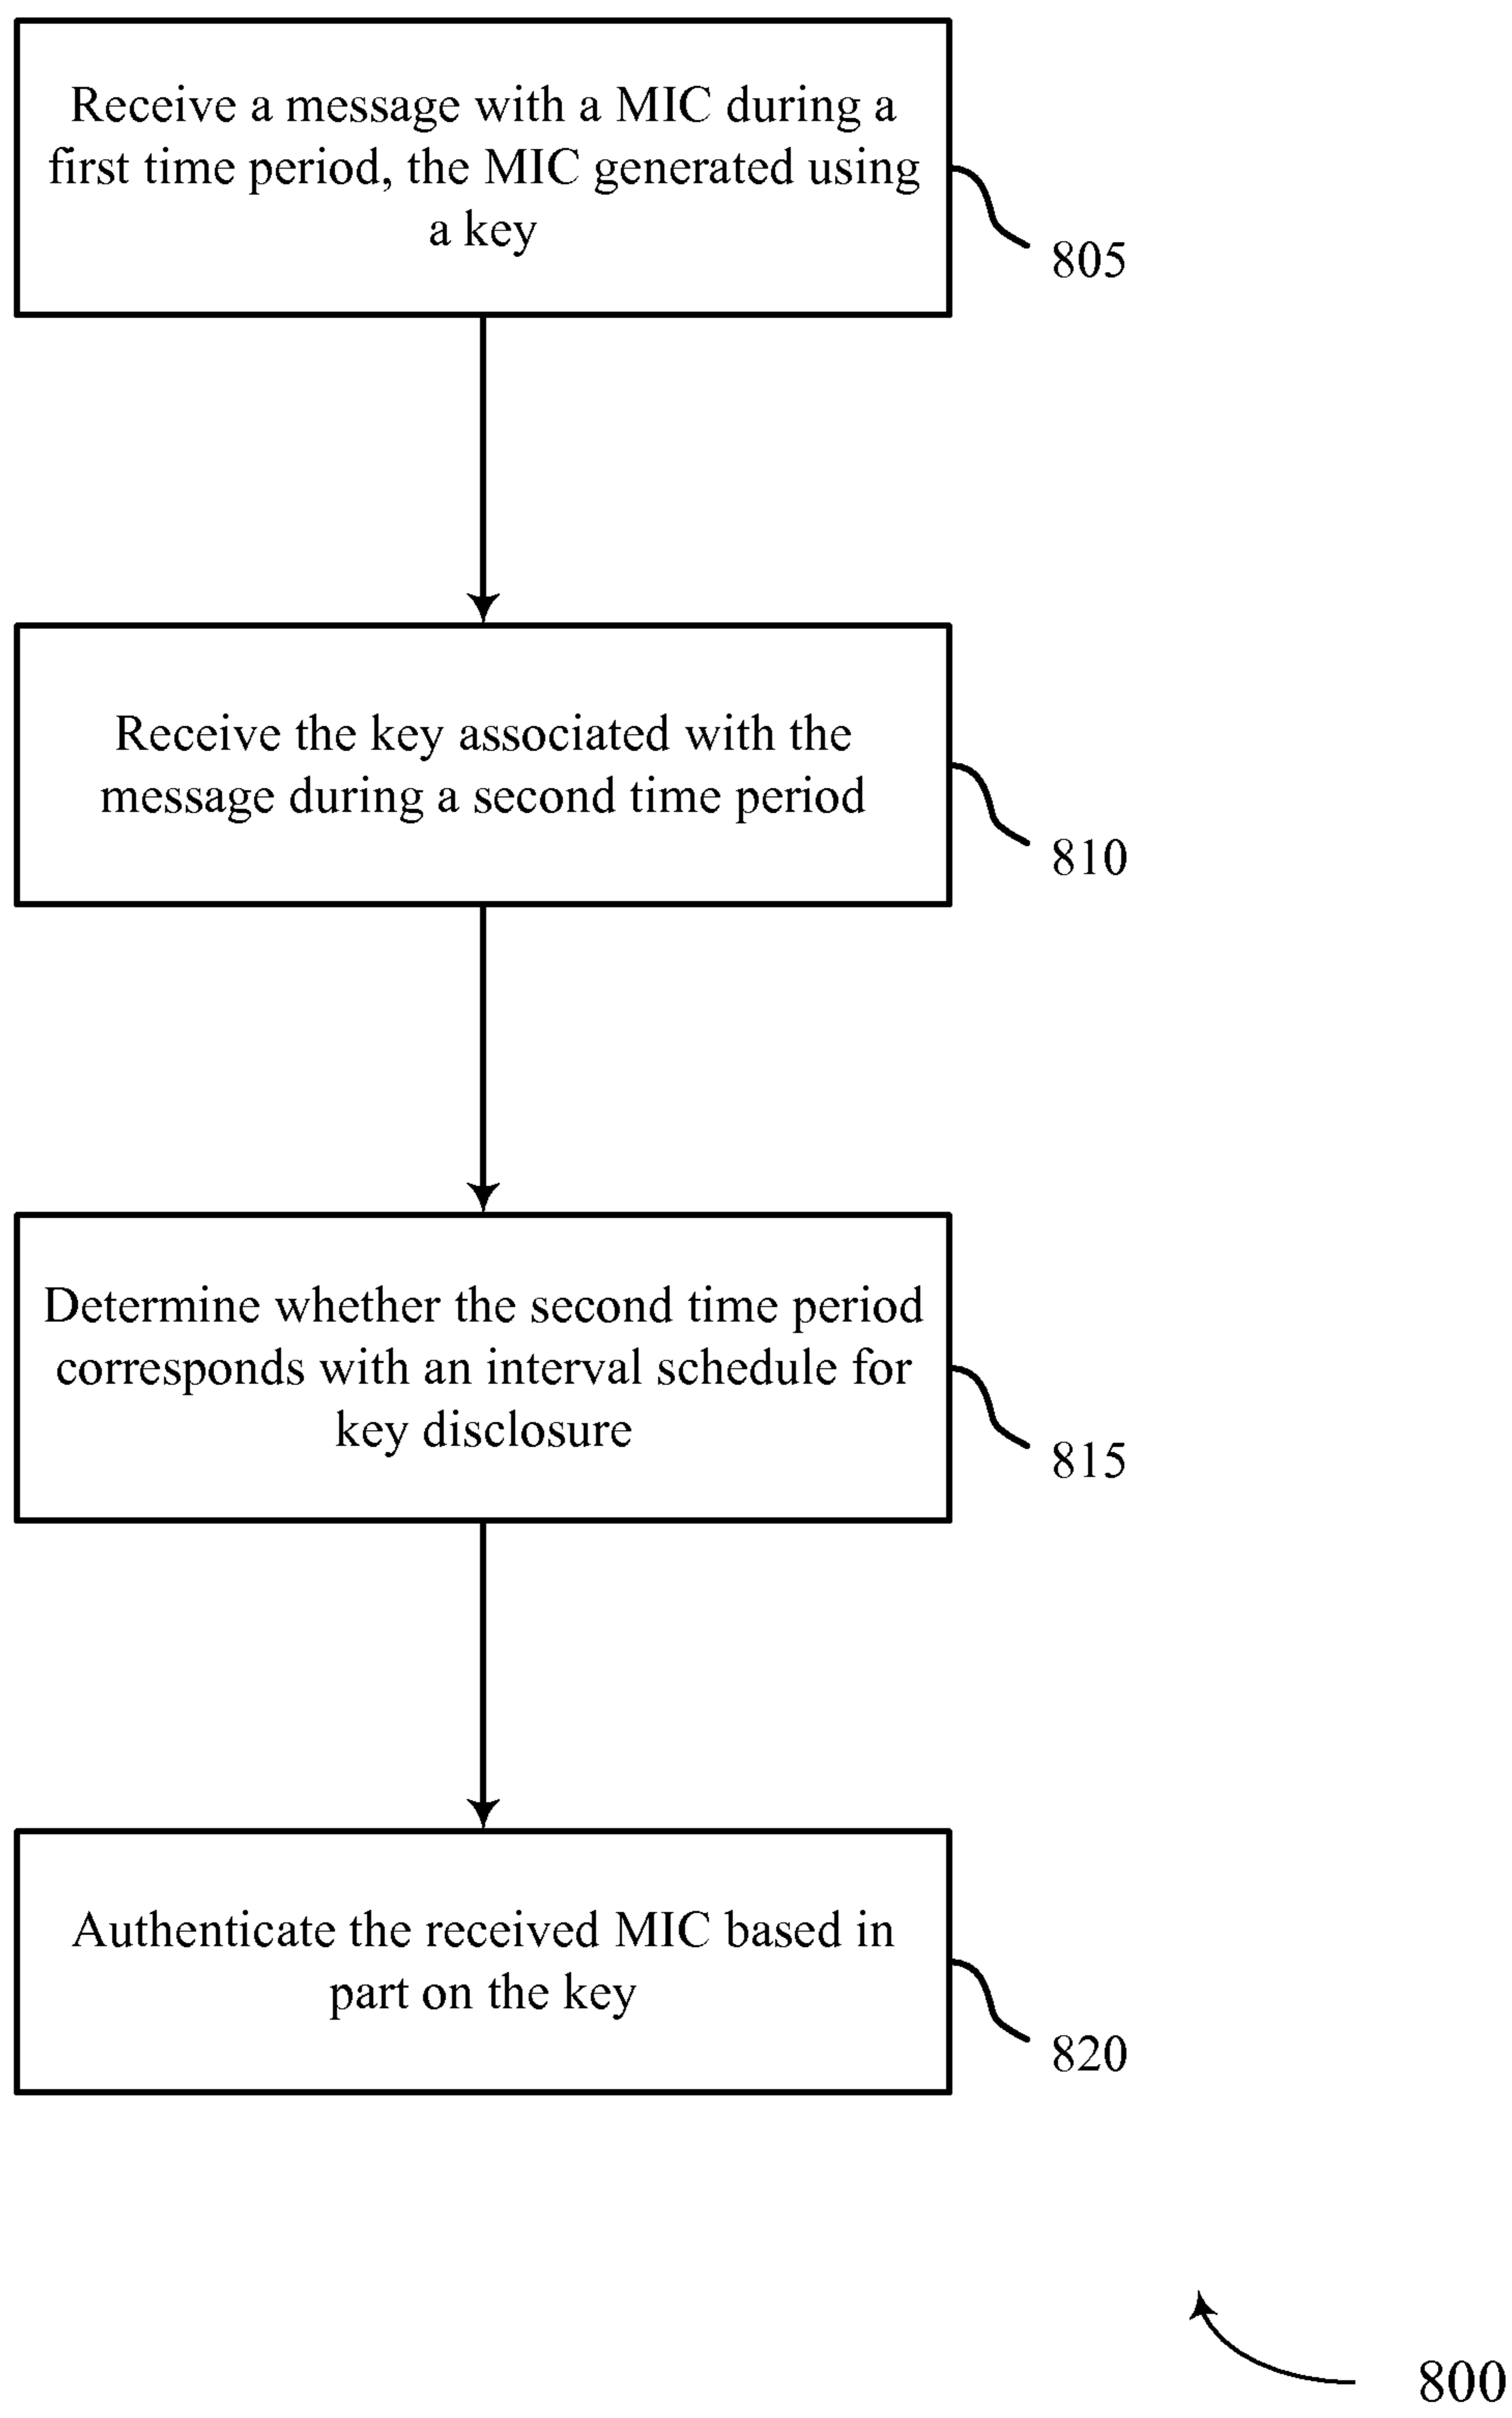 Receive a message with a MIC during a
first time period, the MIC generated using
a key
805
Receive the key associated with the
message during a second time period
810
Determine whether the second time period
corresponds with an interval schedule for
key disclosure
815
Authenticate the received MIC based in
part on the key
820
800